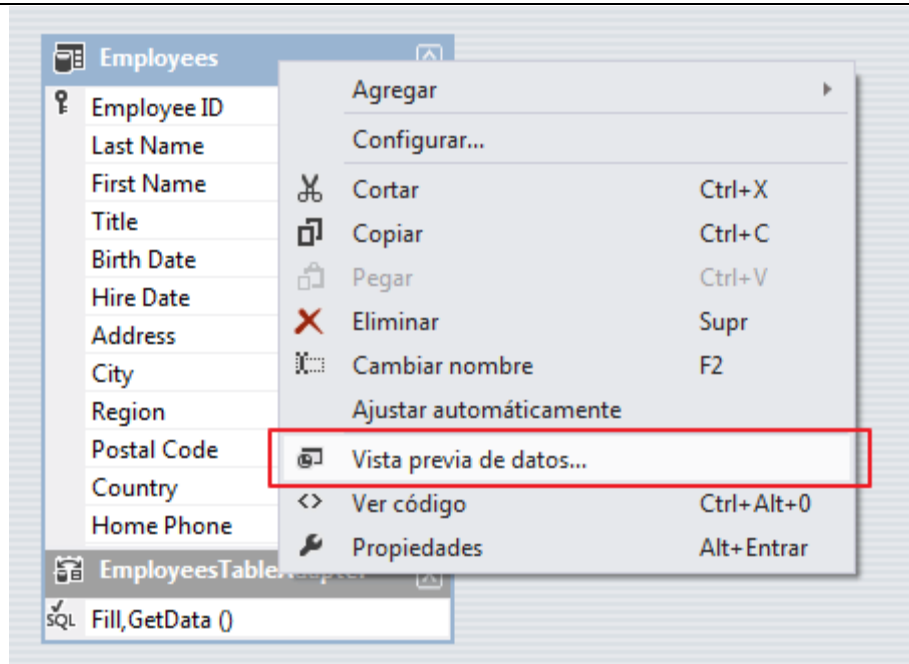 Employees
Employee ID
Last Name
First Name
Title
Birth Date
Hire Date
Address
City
Region
Postal Code
Country
Home Phone
EmployeesTableAdapter
SQL Fill,GetData ()
Agregar
Configurar...
Cortar Ctrl+X
Copiar Ctrl+C
Pegar Ctrl+V
Eliminar Supr
Cambiar nombre F2
Ajustar automáticamente
Vista previa de datos...
Ver código Ctrl+Alt+0
Propiedades Alt+Entrar